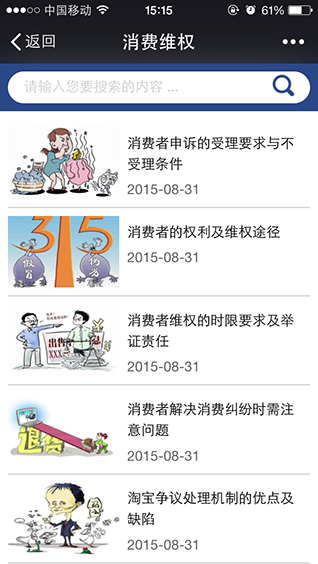 中国移动
15:15
61%
返回
消费维权
请输入您要搜索的内容 ...
消费者申诉的受理要求与不
受理条件
2015-08-31
315
假冒
伪劣
消费者的权利及维权途径
2015-08-31
出售
XXX
消费者维权的时限要求及举
证责任
2015-08-31
退货
消费者解决消费纠纷时需注
意问题
2015-08-31
淘宝争议处理机制的优点及
缺陷
2015-08-31